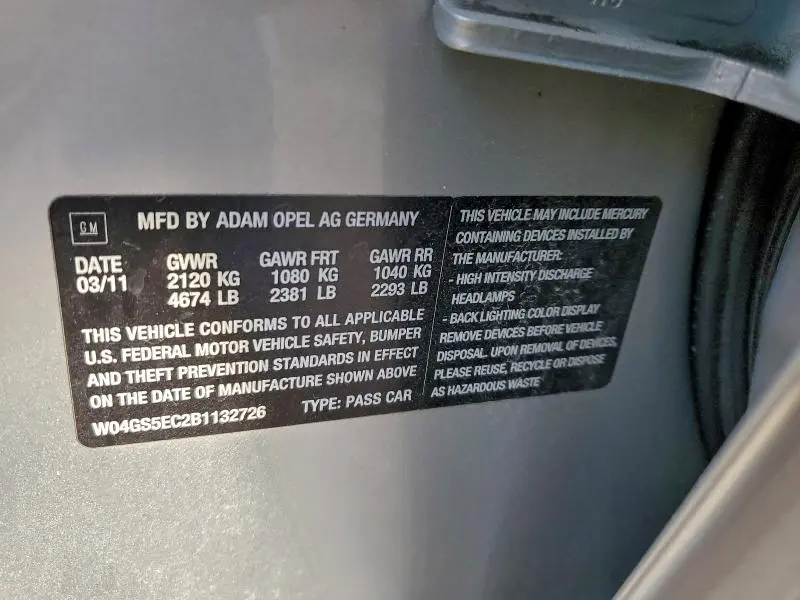 GM
MFD BY ADAM OPEL AG GERMANY
DATE GVWR GAWR FRT GAWR RR
03/11 2120 KG 1080 KG 1040 KG
4674 LB 2381 LB 2293 LB
THIS VEHICLE CONFORMS TO ALL APPLICABLE
U.S. FEDERAL MOTOR VEHICLE SAFETY, BUMPER
AND THEFT PREVENTION STANDARDS IN EFFECT
ON THE DATE OF MANUFACTURE SHOWN ABOVE
W04GS5EC2B1132726 TYPE: PASS CAR
THIS VEHICLE MAY INCLUDE MERCURY
CONTAINING DEVICES INSTALLED BY
THE MANUFACTURER:
- HIGH INTENSITY DISCHARGE
HEADLAMPS
- BACK LIGHTING COLOR DISPLAY
REMOVE DEVICES BEFORE VEHICLE
DISPOSAL. UPON REMOVAL OF DEVICES,
PLEASE REUSE, RECYCLE OR DISPOSE
AS HAZARDOUS WASTE